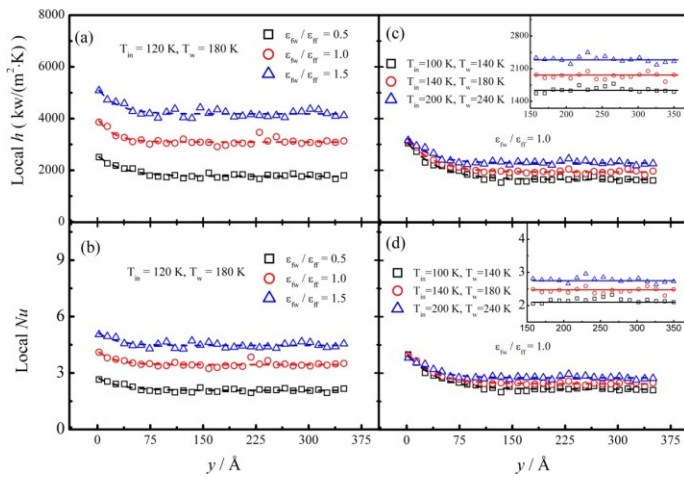 (a)
T_in = 120 K, T_w = 180 K
ε_fw / ε_ff = 0.5
ε_fw / ε_ff = 1.0
ε_fw / ε_ff = 1.5
Local h ( kw/(m²·K))
8000
6000
4000
2000
0
(c)
T_in=100 K, T_w=140 K
T_in=140 K, T_w=180 K
T_in=200 K, T_w=240 K
ε_fw / ε_ff = 1.0
2800
2100
1400
150 200 250 300 350
(b)
T_in = 120 K, T_w = 180 K
ε_fw / ε_ff = 0.5
ε_fw / ε_ff = 1.0
ε_fw / ε_ff = 1.5
Local Nu
9
6
3
0
0 75 150 225 300 375
y / Å
(d)
T_in=100 K, T_w=140 K
T_in=140 K, T_w=180 K
T_in=200 K, T_w=240 K
ε_fw / ε_ff = 1.0
4
3
2
150 200 250 300 350
0 75 150 225 300 375
y / Å